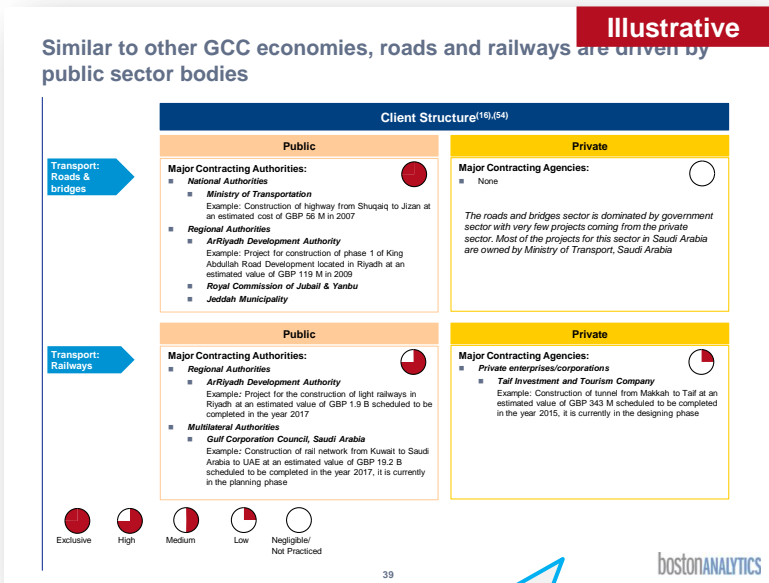 Illustrative
Similar to other GCC economies, roads and railways are driven by
public sector bodies
Client Structure(16),(54)
Public
Private
Transport:
Roads &
bridges
Major Contracting Authorities:
National Authorities
Ministry of Transportation
Example: Construction of highway from Shuqaiq to Jizan at
an estimated cost of GBP 56 M in 2007
Regional Authorities
ArRiyadh Development Authority
Example: Project for construction of phase 1 of King
Abdullah Road Development located in Riyadh at an
estimated value of GBP 119 M in 2009
Royal Commission of Jubail & Yanbu
Jeddah Municipality
Major Contracting Agencies:
None
The roads and bridges sector is dominated by government
sector with very few projects coming from the private
sector. Most of the projects for this sector in Saudi Arabia
are owned by Ministry of Transport, Saudi Arabia
Public
Private
Transport:
Railways
Major Contracting Authorities:
Regional Authorities
ArRiyadh Development Authority
Example: Project for the construction of light railways in
Riyadh at an estimated value of GBP 1.9 B scheduled to be
completed in the year 2017
Multilateral Authorities
Gulf Corporation Council, Saudi Arabia
Example: Construction of rail network from Kuwait to Saudi
Arabia to UAE at an estimated value of GBP 19.2 B
scheduled to be completed in the year 2017, it is currently
in the planning phase
Major Contracting Agencies:
Private enterprises/corporations
Taif Investment and Tourism Company
Example: Construction of tunnel from Makkah to Taif at an
estimated value of GBP 343 M scheduled to be completed
in the year 2015, it is currently in the designing phase
Exclusive
High
Medium
Low
Negligible/
Not Practiced
39
bostonANALYTICS